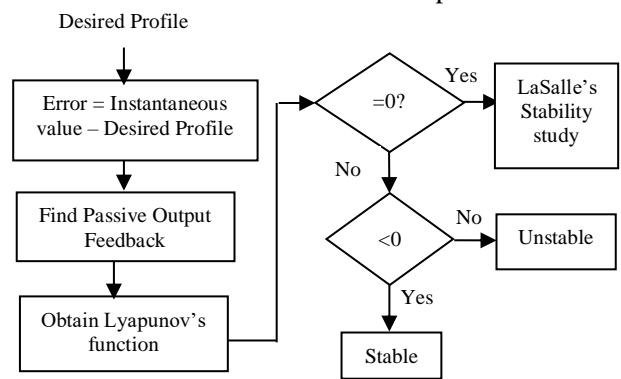 Desired Profile
Error = Instantaneous
value – Desired Profile
Find Passive Output
Feedback
Obtain Lyapunov's
function
=0?
Yes
LaSalle's
Stability
study
No
<0
No
Unstable
Yes
Stable